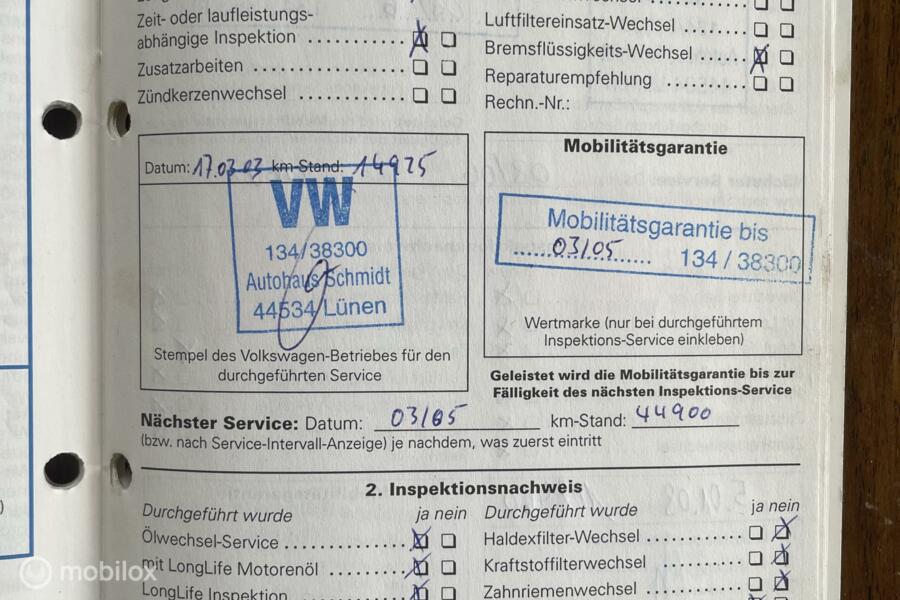 Zeit- oder laufleistungs-
abhängige Inspektion
Zusatzarbeiten
Zündkerzenwechsel
Luftfiltereinsatz-Wechsel
Bremsflüssigkeits-Wechsel
Reparaturempfehlung
Rechn.-Nr.:
Datum: 17.03.03 km-Stand: 14925
VW
134/38300
Autohaus Schmidt
44534 Lünen
Stempel des Volkswagen-Betriebes für den
durchgeführten Service
Mobilitätsgarantie
Mobilitätsgarantie bis
03/05 134 / 38300
Wertmarke (nur bei durchgeführtem
Inspektions-Service einkleben)
Geleistet wird die Mobilitätsgarantie bis zur
Fälligkeit des nächsten Inspektions-Service
Nächster Service: Datum: 03/05 km-Stand: 44900
(bzw. nach Service-Intervall-Anzeige) je nachdem, was zuerst eintritt
2. Inspektionsnachweis
Durchgeführt wurde ja nein
Ölwechsel-Service
mit LongLife Motorenöl
LongLife Inspektion
Durchgeführt wurde ja nein
Haldexfilter-Wechsel
Kraftstoffilterwechsel
Zahnriemenwechsel
mobilox